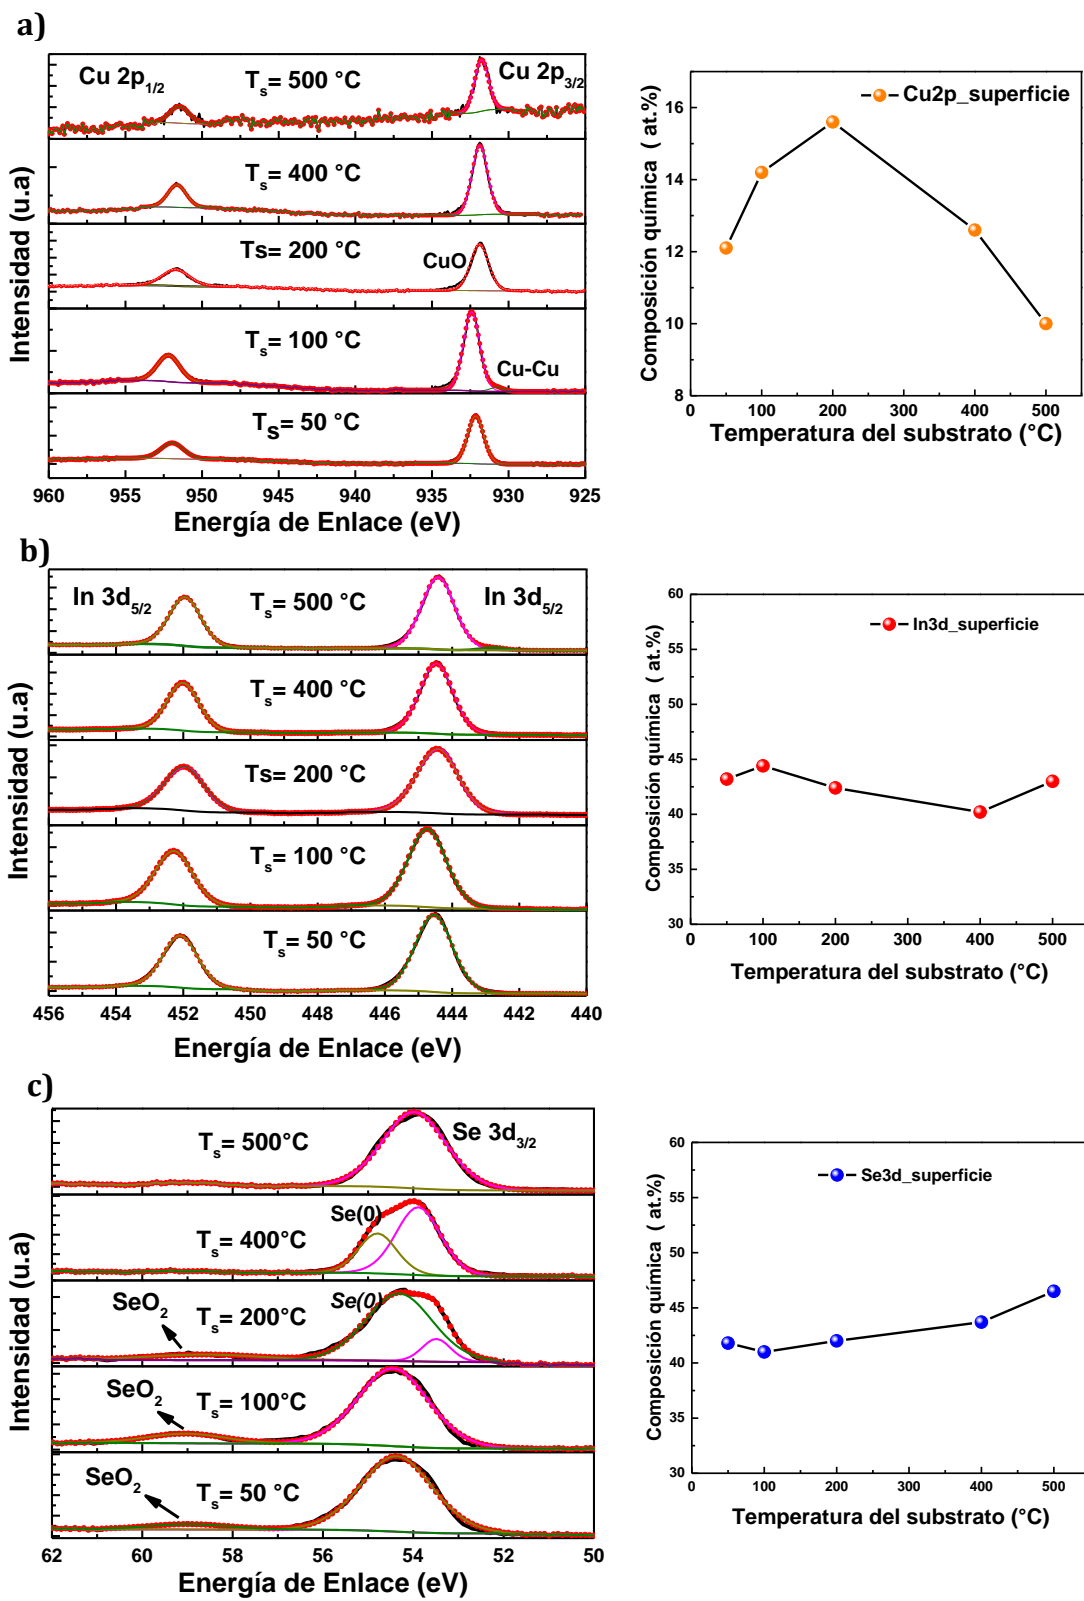 a)
Cu 2p1/2
Ts= 500 °C
Cu 2p3/2
Ts= 400 °C
Ts= 200 °C
CuO
Ts= 100 °C
Cu-Cu
Ts= 50 °C
Intensidad (u.a)
960 955 950 945 940 935 930 925
Energía de Enlace (eV)
Cu2p_superficie
Composición química ( at.%)
16
14
12
10
8
0 100 200 300 400 500
Temperatura del substrato (°C)
b)
In 3d5/2
Ts= 500 °C
In 3d5/2
Ts= 400 °C
Ts= 200 °C
Ts= 100 °C
Ts= 50 °C
Intensidad (u.a)
456 454 452 450 448 446 444 442 440
Energía de Enlace (eV)
In3d_superficie
Composición química ( at.%)
60
55
50
45
40
35
30
0 100 200 300 400 500
Temperatura del substrato (°C)
c)
Ts= 500°C
Se 3d3/2
Se(0)
Ts= 400°C
SeO2
Ts= 200°C
Se(0)
SeO2
Ts= 100°C
SeO2
Ts= 50 °C
Intensidad (u.a)
62 60 58 56 54 52 50
Energía de Enlace (eV)
Se3d_superficie
Composición química ( at.%)
60
55
50
45
40
35
30
0 100 200 300 400 500
Temperatura del substrato (°C)